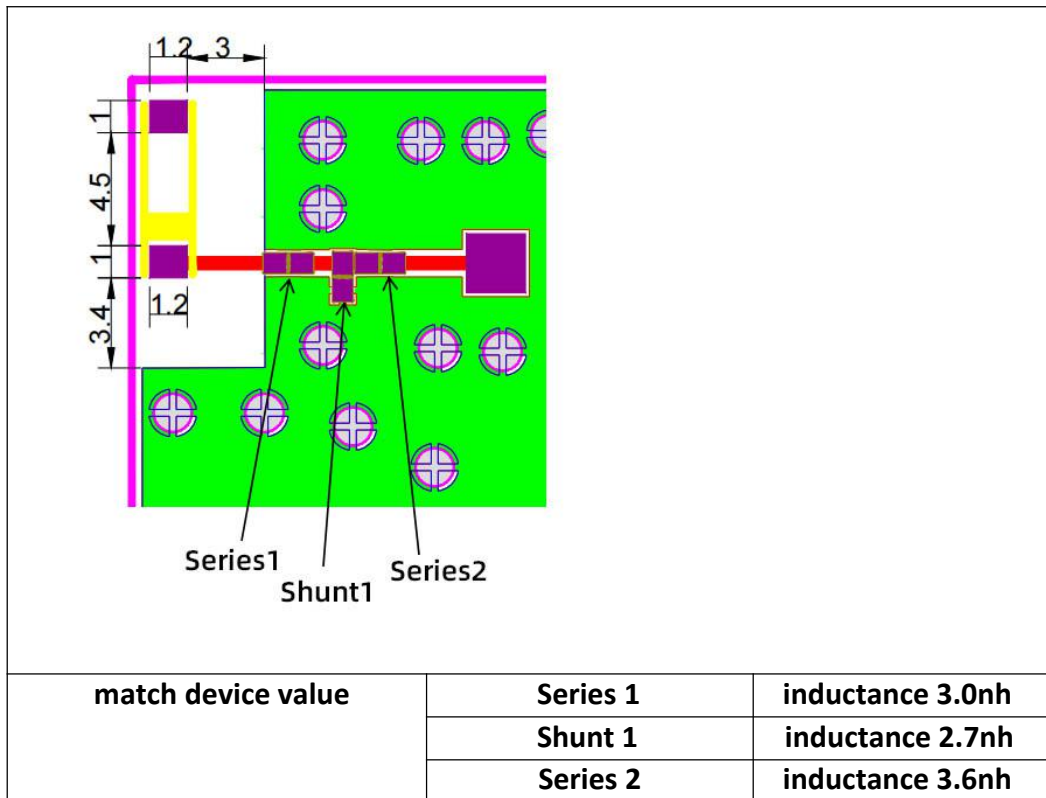 1.2 3
1
4.5
1
1.2
3.4
Series1
Shunt1
Series2
match device value Series 1 inductance 3.0nh
Shunt 1 inductance 2.7nh
Series 2 inductance 3.6nh